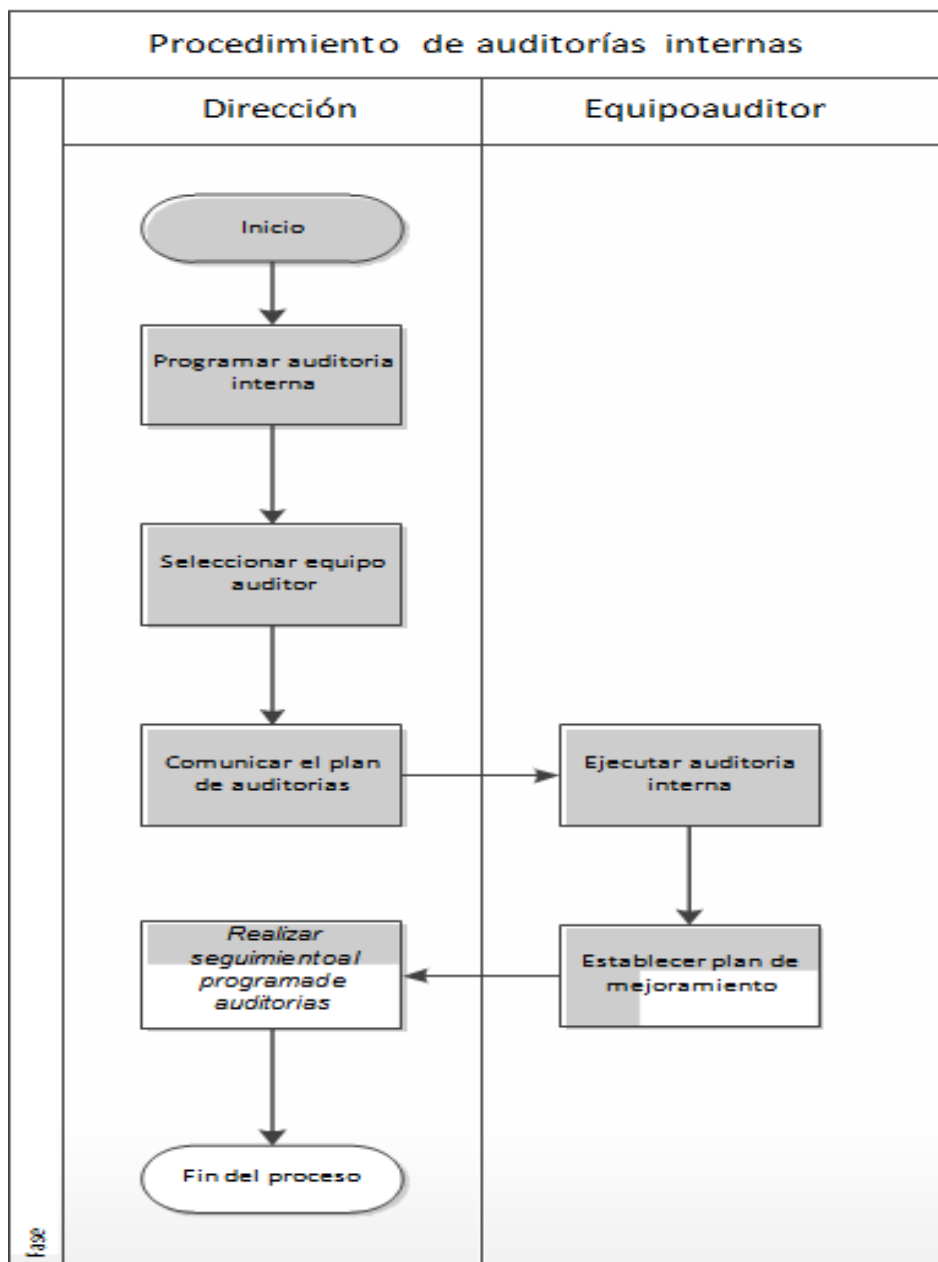 Procedimiento de auditorías internas
Dirección
Equipoauditor
Inicio
Programar auditoria
interna
Seleccionar equipo
auditor
Comunicar el plan
de auditorias
Ejecutar auditoria
interna
Establecer plan de
mejoramiento
Realizar
seguimientoal
programade
auditorias
Fin del proceso
Fase